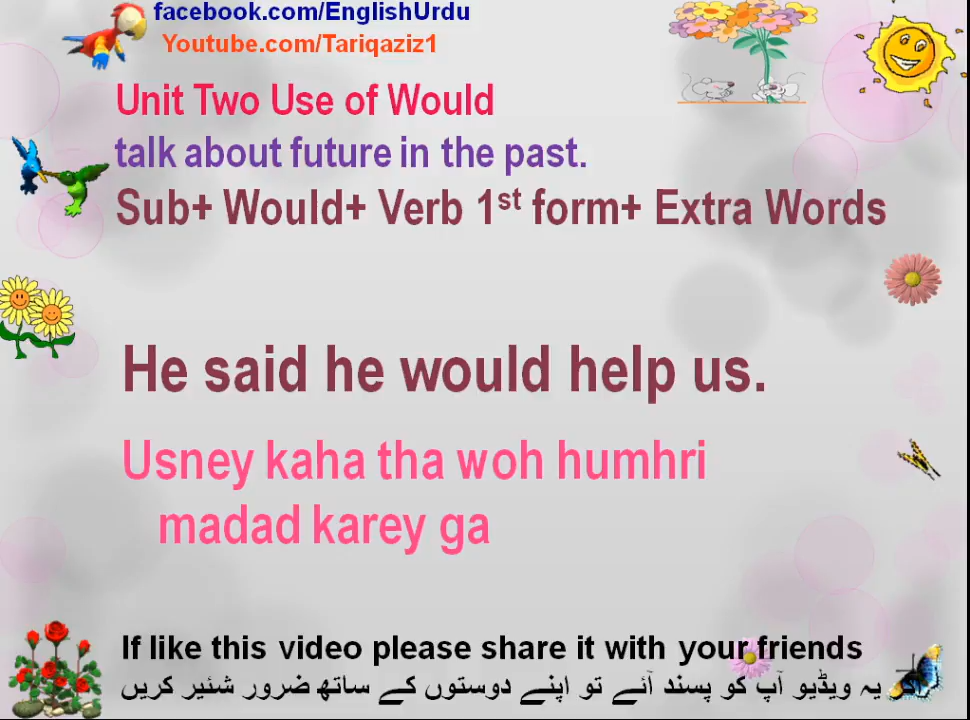 facebook.com/EnglishUrdu
Youtube.com/Tariqaziz1
Unit Two Use of Would
talk about future in the past.
Sub+ Would+ Verb 1st form+ Extra Words
He said he would help us.
Usney kaha tha woh humhri
madad karey ga
If like this video please share it with your friends
اگر یہ ویڈیو آپ کو پسند آئے تو اپنے دوستوں کے ساتھ ضرور شئیر کریں